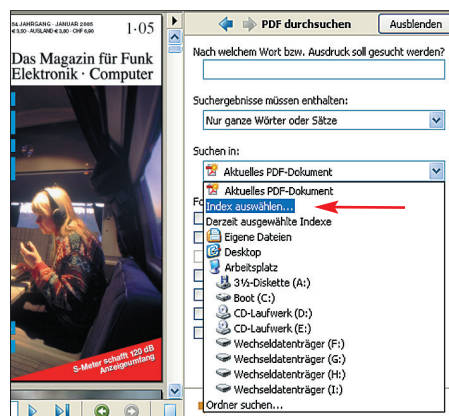 54. JAHRGANG · JANUAR 2005
€ 3,50 · AUSLAND € 3,80 · CHF 6,90
1·05
Das Magazin für Funk
Elektronik · Computer
S-Meter schafft 120 dB
Anzeigeumfang
PDF durchsuchen
Ausblenden
Nach welchem Wort bzw. Ausdruck soll gesucht werden?
Suchergebnisse müssen enthalten:
Nur ganze Wörter oder Sätze
Suchen in:
Aktuelles PDF-Dokument
Aktuelles PDF-Dokument
Index auswählen...
Derzeit ausgewählte Indexe
Eigene Dateien
Desktop
Arbeitsplatz
3½-Diskette (A:)
Boot (C:)
CD-Laufwerk (D:)
CD-Laufwerk (E:)
Wechseldatenträger (F:)
Wechseldatenträger (G:)
Wechseldatenträger (H:)
Wechseldatenträger (I:)
Ordner suchen...